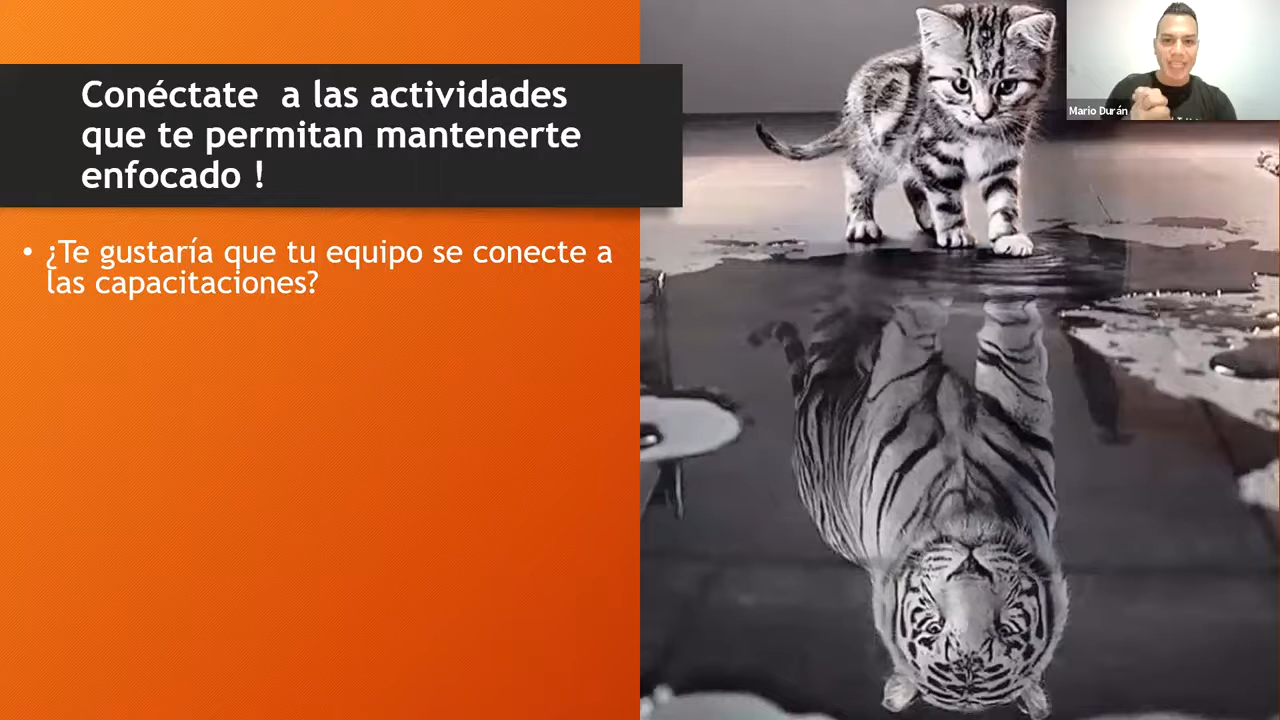 Conéctate  a las actividades
que te permitan mantenerte
enfocado !
• ¿Te gustaría que tu equipo se conecte a
las capacitaciones?
Mario Durán